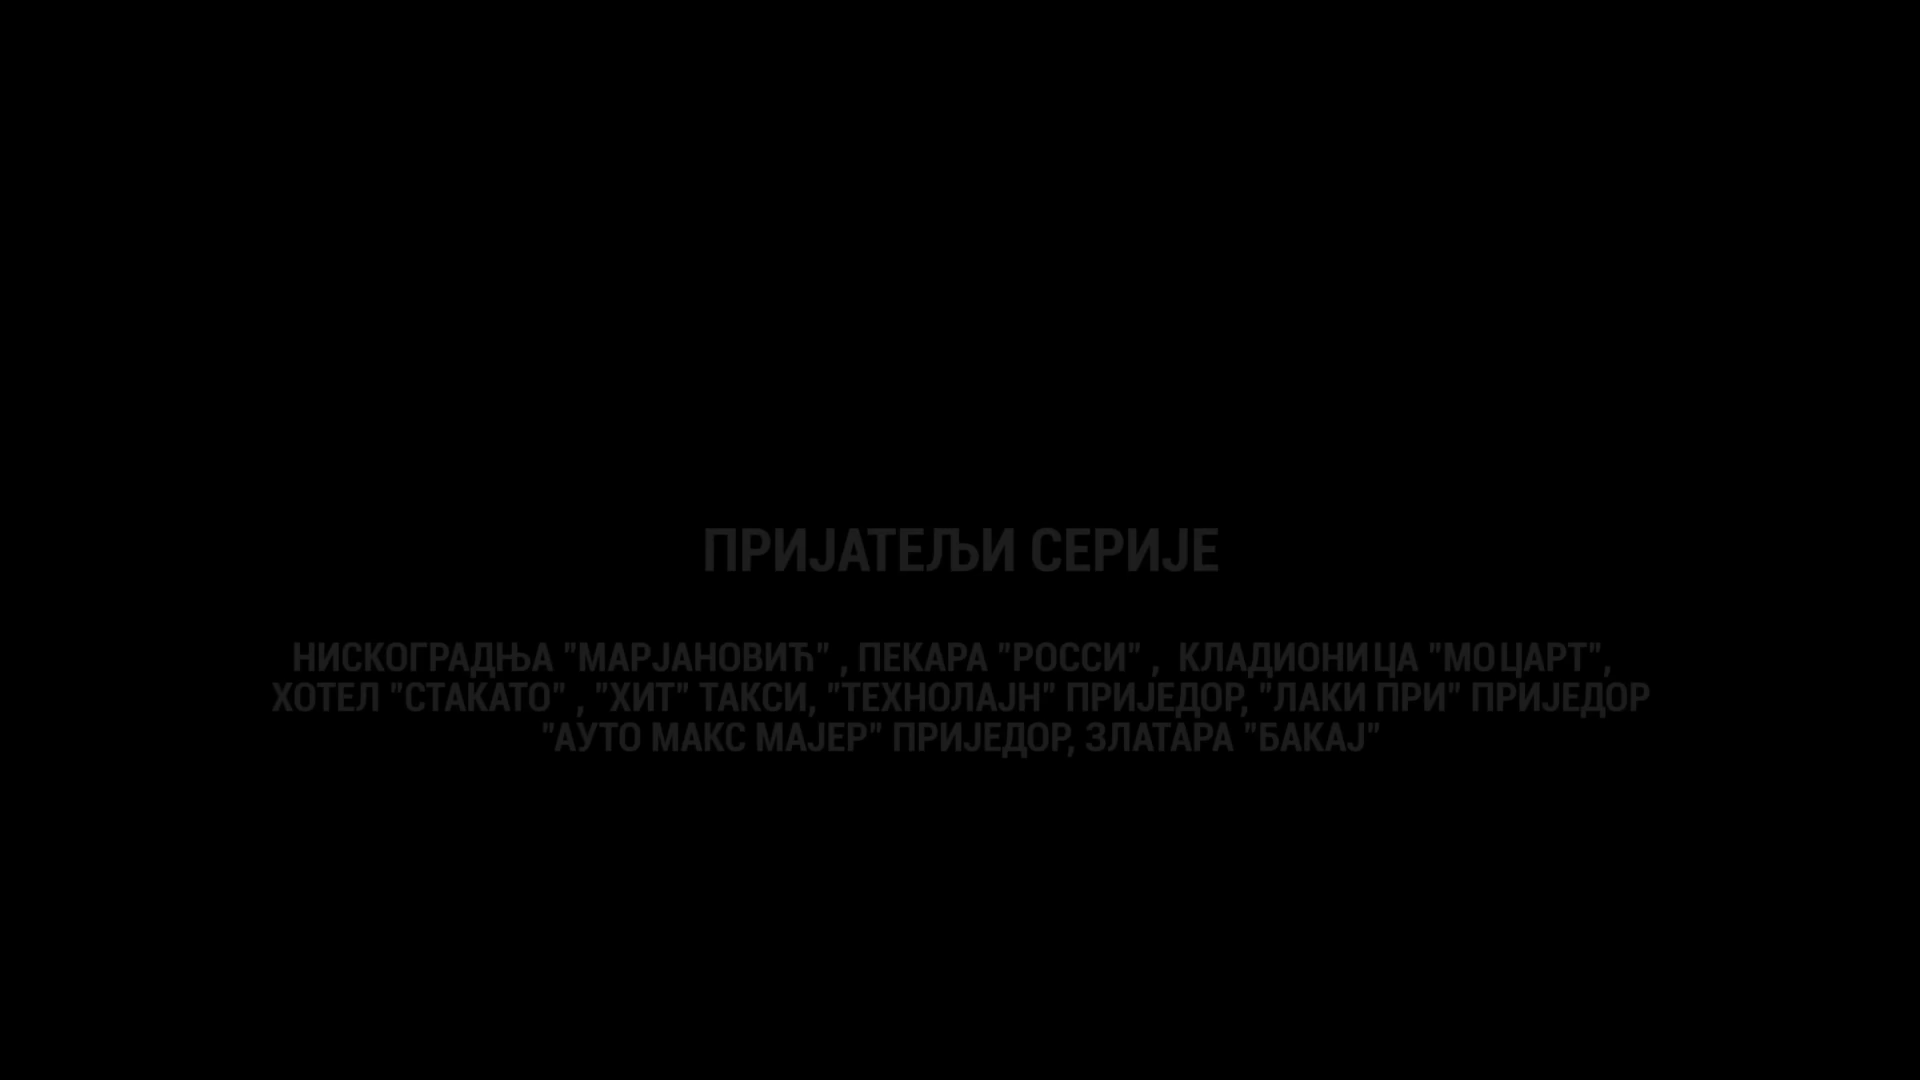 ПРИЈАТЕЉИ СЕРИЈЕ
НИСКОГРАДЊА "МАРЈАНОВИЋ" , ПЕКАРА "РОССИ" , КЛАДИОНИЦА "МОЦАРТ",
ХОТЕЛ "СТАКАТО" , "ХИТ" ТАКСИ, "ТЕХНОЛАЈН" ПРИЈЕДОР, "ЛАКИ ПРИ" ПРИЈЕДОР
"АУТО МАКС МАЈЕР" ПРИЈЕДОР, ЗЛАТАРА "БАКАЈ"